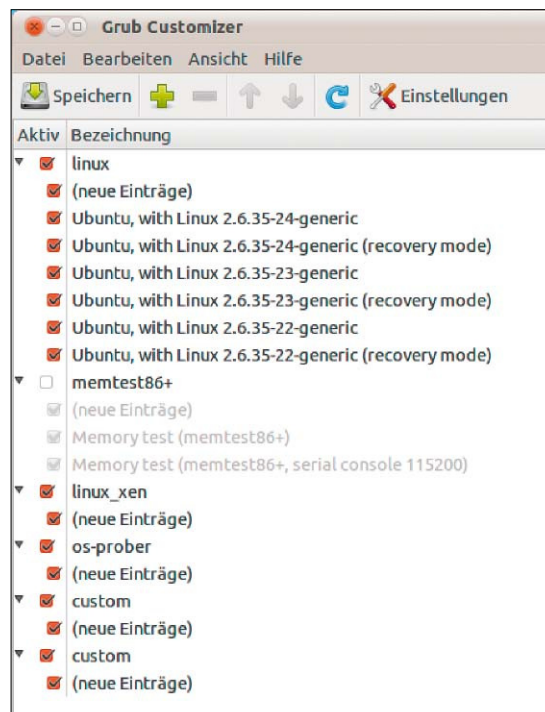 Grub Customizer
Datei Bearbeiten Ansicht Hilfe
Speichern Einstellungen
Aktiv Bezeichnung
linux
(neue Einträge)
Ubuntu, with Linux 2.6.35-24-generic
Ubuntu, with Linux 2.6.35-24-generic (recovery mode)
Ubuntu, with Linux 2.6.35-23-generic
Ubuntu, with Linux 2.6.35-23-generic (recovery mode)
Ubuntu, with Linux 2.6.35-22-generic
Ubuntu, with Linux 2.6.35-22-generic (recovery mode)
memtest86+
(neue Einträge)
Memory test (memtest86+)
Memory test (memtest86+, serial console 115200)
linux_xen
(neue Einträge)
os-prober
(neue Einträge)
custom
(neue Einträge)
custom
(neue Einträge)